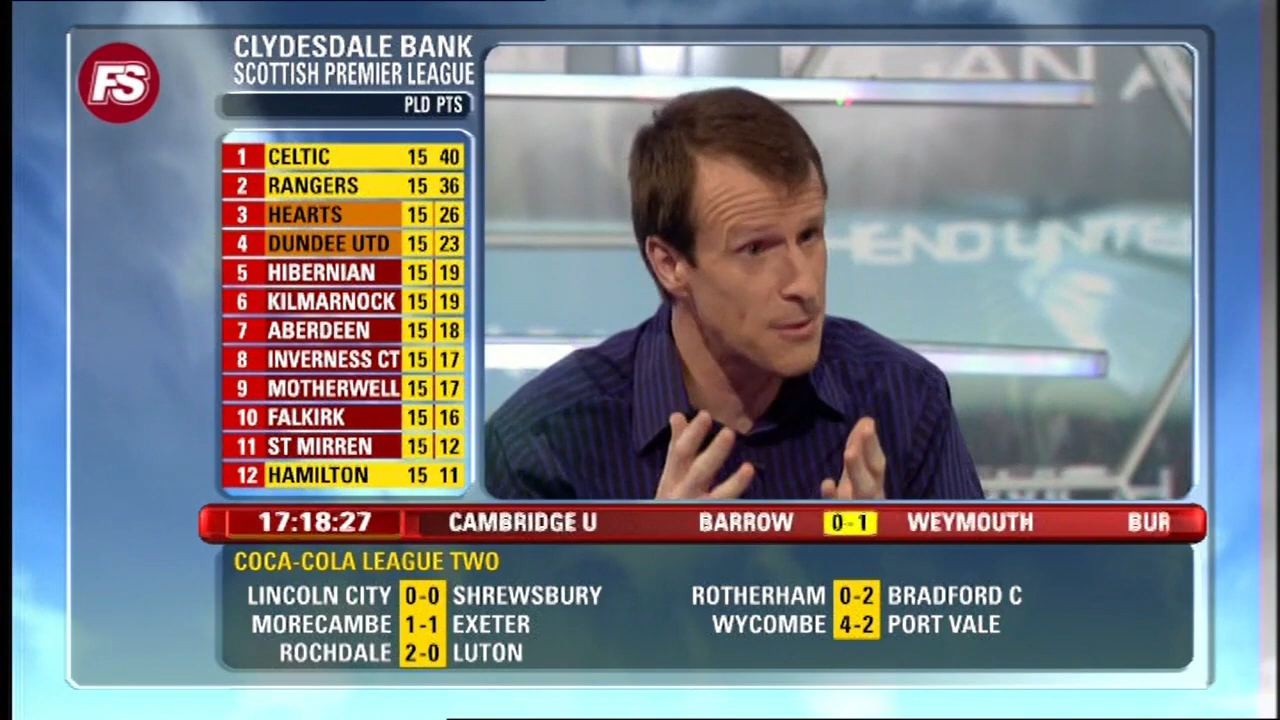 FS
CLYDESDALE BANK
SCOTTISH PREMIER LEAGUE
PLD PTS
1 CELTIC 15 40
2 RANGERS 15 36
3 HEARTS 15 26
4 DUNDEE UTD 15 23
5 HIBERNIAN 15 19
6 KILMARNOCK 15 19
7 ABERDEEN 15 18
8 INVERNESS CT 15 17
9 MOTHERWELL 15 17
10 FALKIRK 15 16
11 ST MIRREN 15 12
12 HAMILTON 15 11
HEND UNITE
17:18:27 CAMBRIDGE U BARROW 0-1 WEYMOUTH BUR
COCA-COLA LEAGUE TWO
LINCOLN CITY 0-0 SHREWSBURY ROTHERHAM 0-2 BRADFORD C
MORECAMBE 1-1 EXETER WYCOMBE 4-2 PORT VALE
ROCHDALE 2-0 LUTON